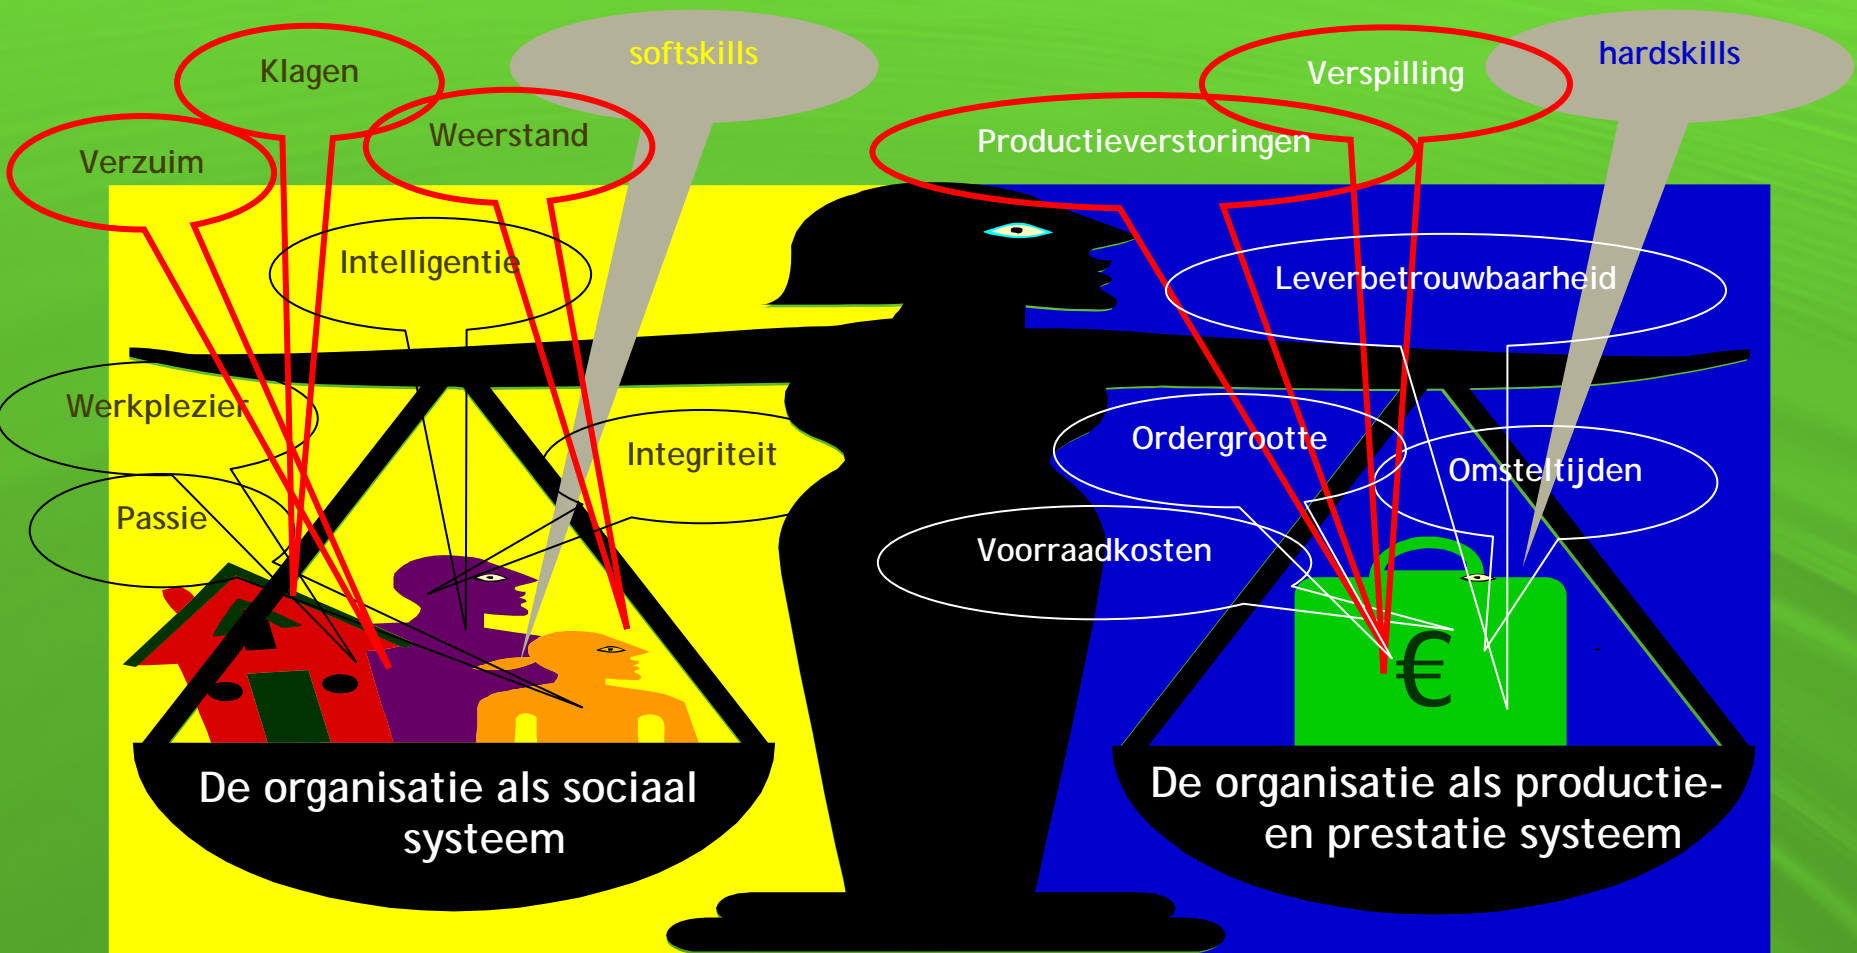 softskills
hardskills
Klagen
Verspilling
Weerstand
Productieverstoringen
Verzuim
Intelligentie
Leverbetrouwbaarheid
Werkplezier
Integriteit
Ordergrootte
Omsteltijden
Passie
Voorraadkosten
€
De organisatie als sociaal
systeem
De organisatie als productie-
en prestatie systeem